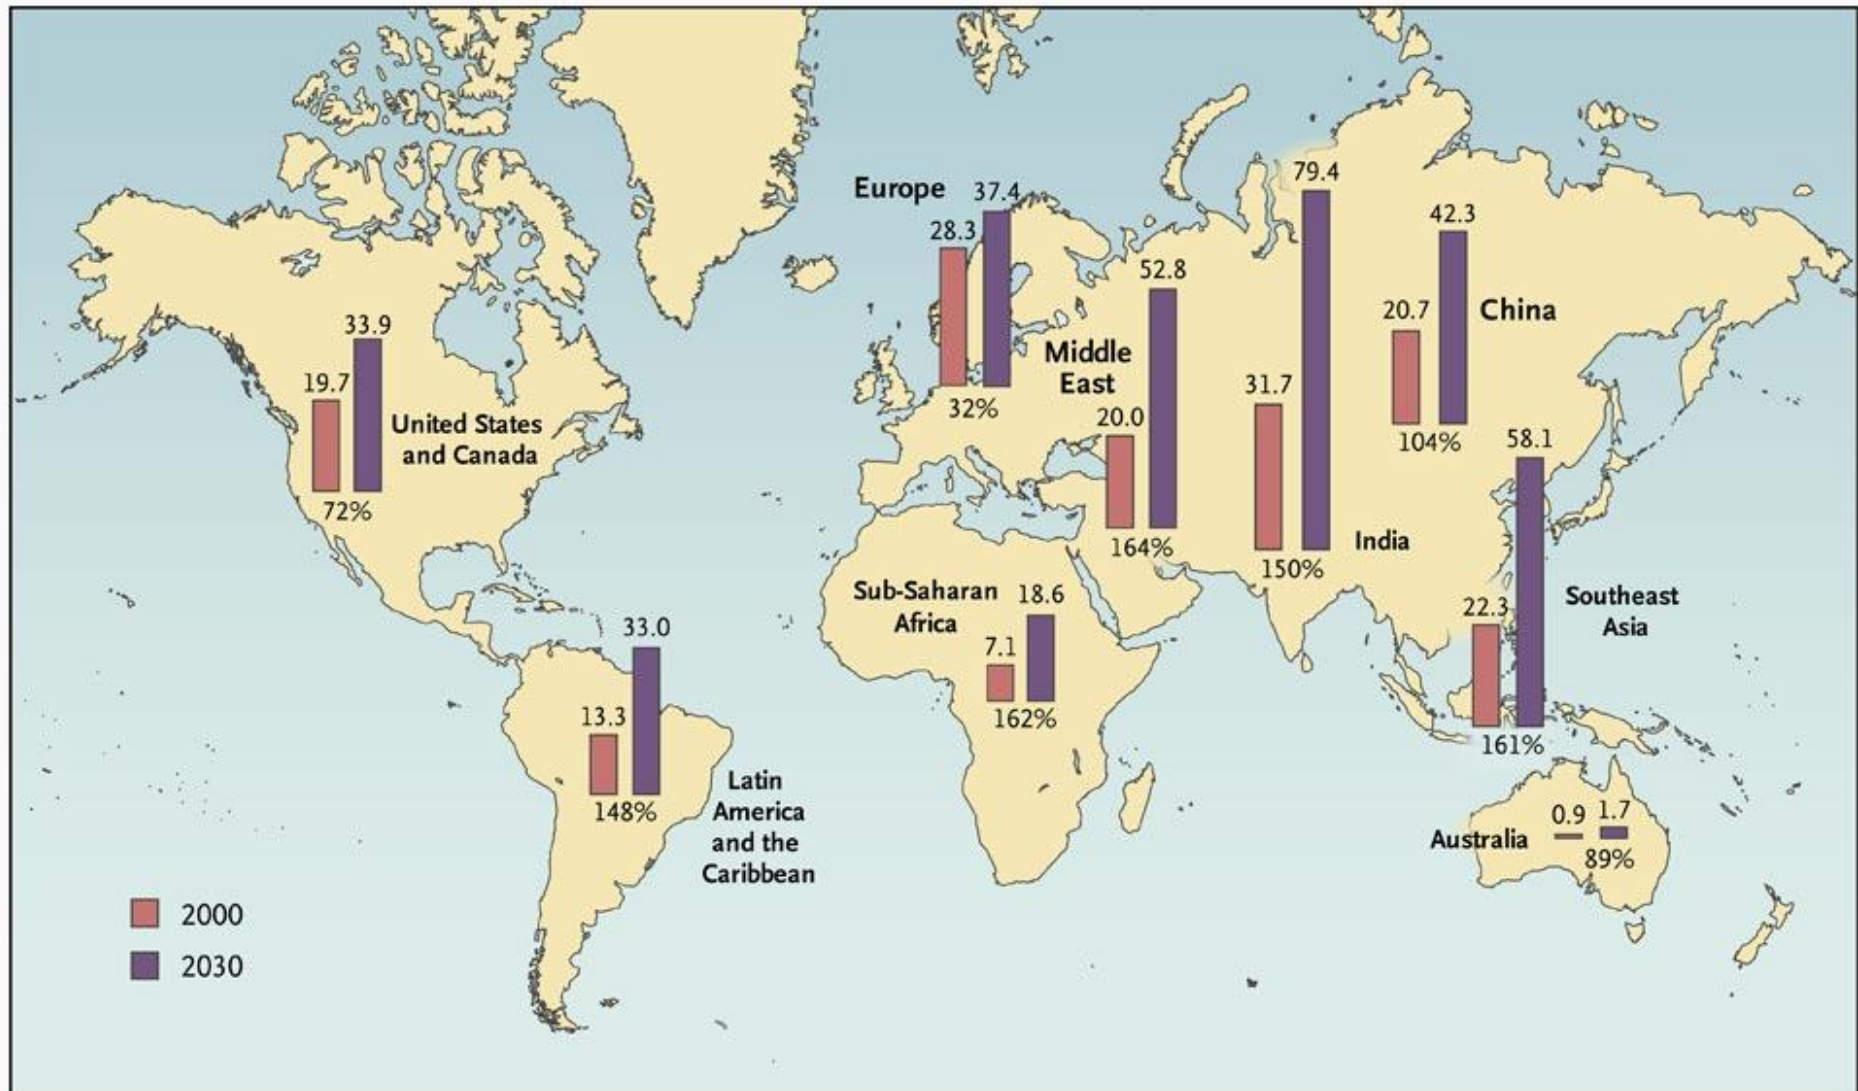 Europe
28.3
37.4
32%
Middle
East
20.0
52.8
164%
31.7
79.4
150%
India
20.7
42.3
104%
China
19.7
33.9
72%
United States
and Canada
22.3
58.1
161%
Southeast
Asia
Sub-Saharan
Africa
7.1
18.6
162%
13.3
33.0
148%
Latin
America
and the
Caribbean
Australia
0.9
1.7
89%
2000
2030